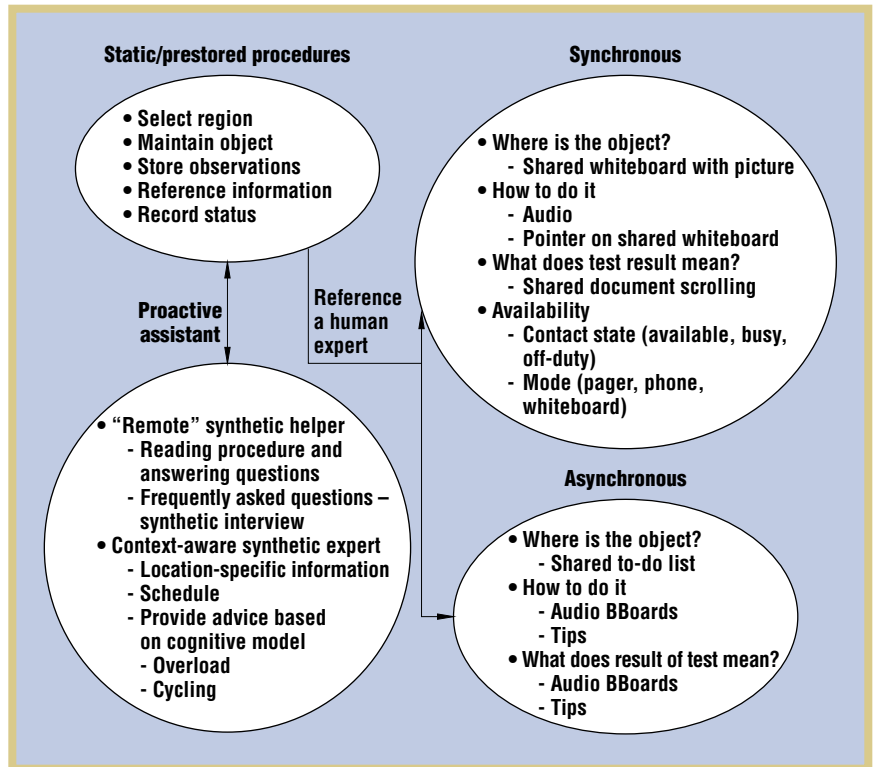 Static/prestored procedures
• Select region
• Maintain object
• Store observations
• Reference information
• Record status
Proactive
assistant
Reference
a human
expert
• “Remote” synthetic helper
- Reading procedure and
answering questions
- Frequently asked questions –
synthetic interview
• Context-aware synthetic expert
- Location-specific information
- Schedule
- Provide advice based
on cognitive model
- Overload
- Cycling
Synchronous
• Where is the object?
- Shared whiteboard with picture
• How to do it
- Audio
- Pointer on shared whiteboard
• What does test result mean?
- Shared document scrolling
• Availability
- Contact state (available, busy,
off-duty)
- Mode (pager, phone,
whiteboard)
Asynchronous
• Where is the object?
- Shared to-do list
• How to do it
- Audio BBoards
- Tips
• What does result of test mean?
- Audio BBoards
- Tips